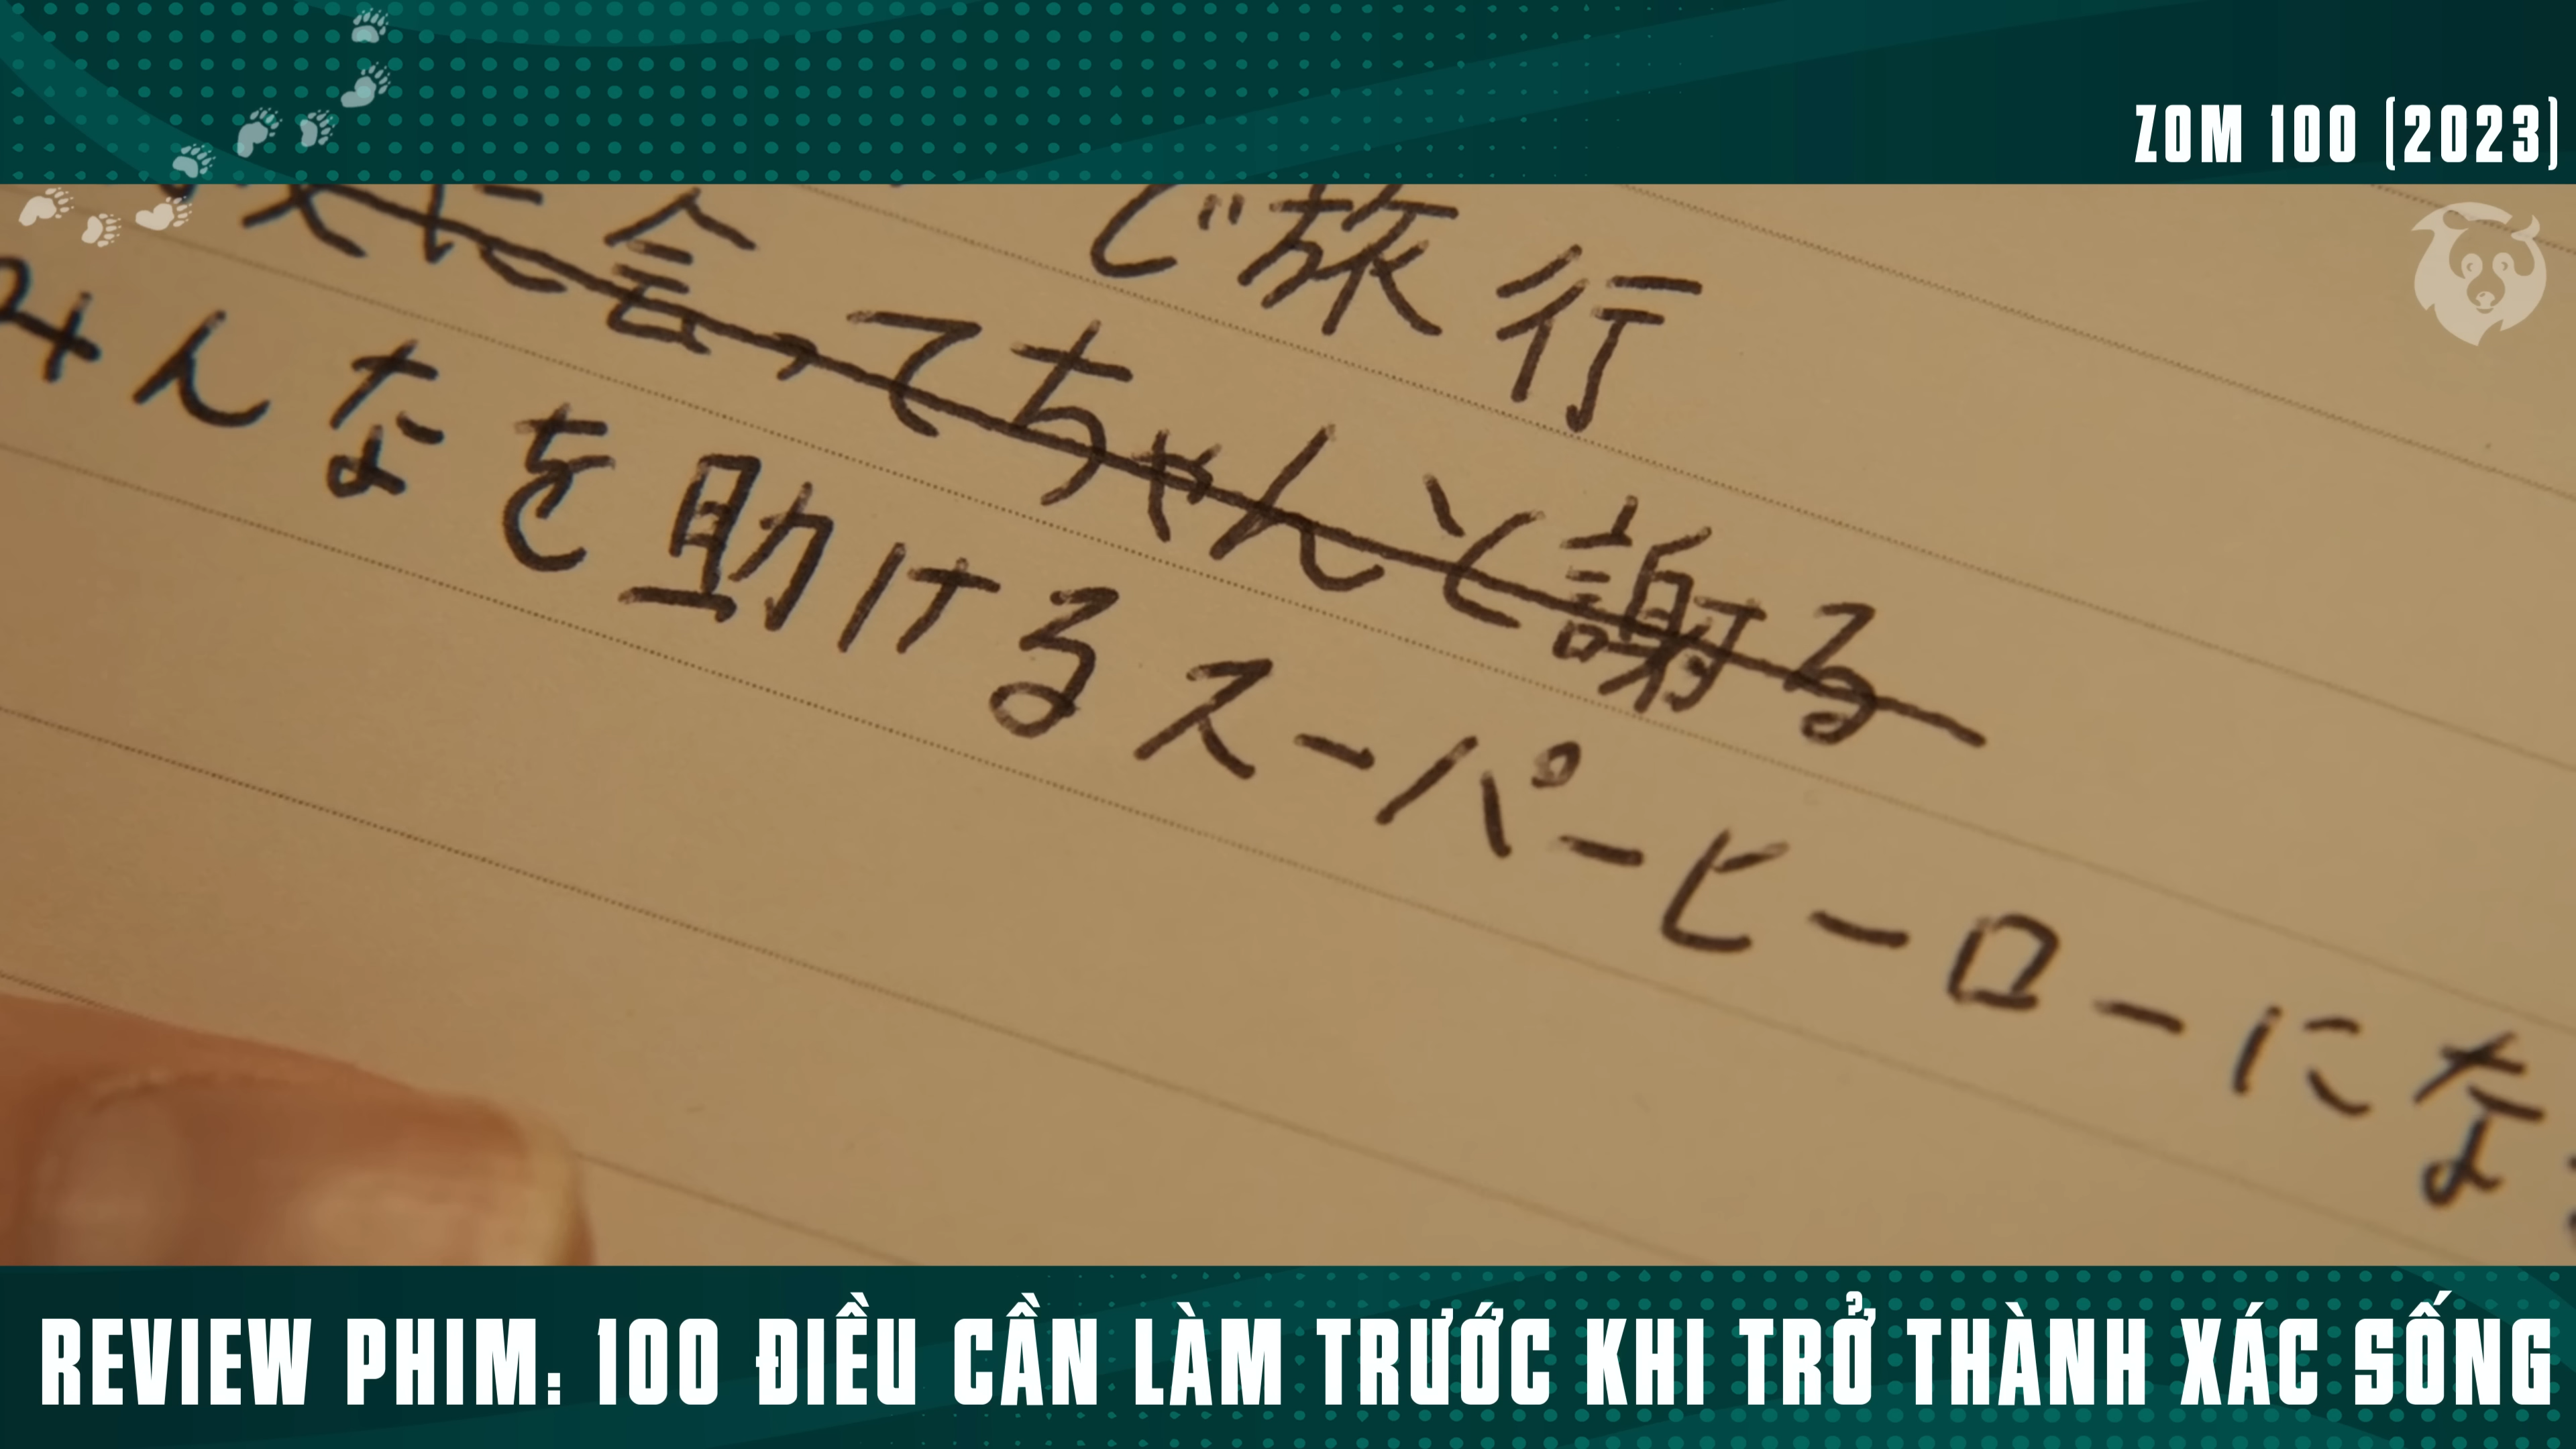 ZOM 100 (2023)
で旅行
に会ってちゃんと謝る
みんなを助けるスーパーヒーローにな
REVIEW PHIM: 100 ĐIỀU CẦN LÀM TRƯỚC KHI TRỞ THÀNH XÁC SỐNG